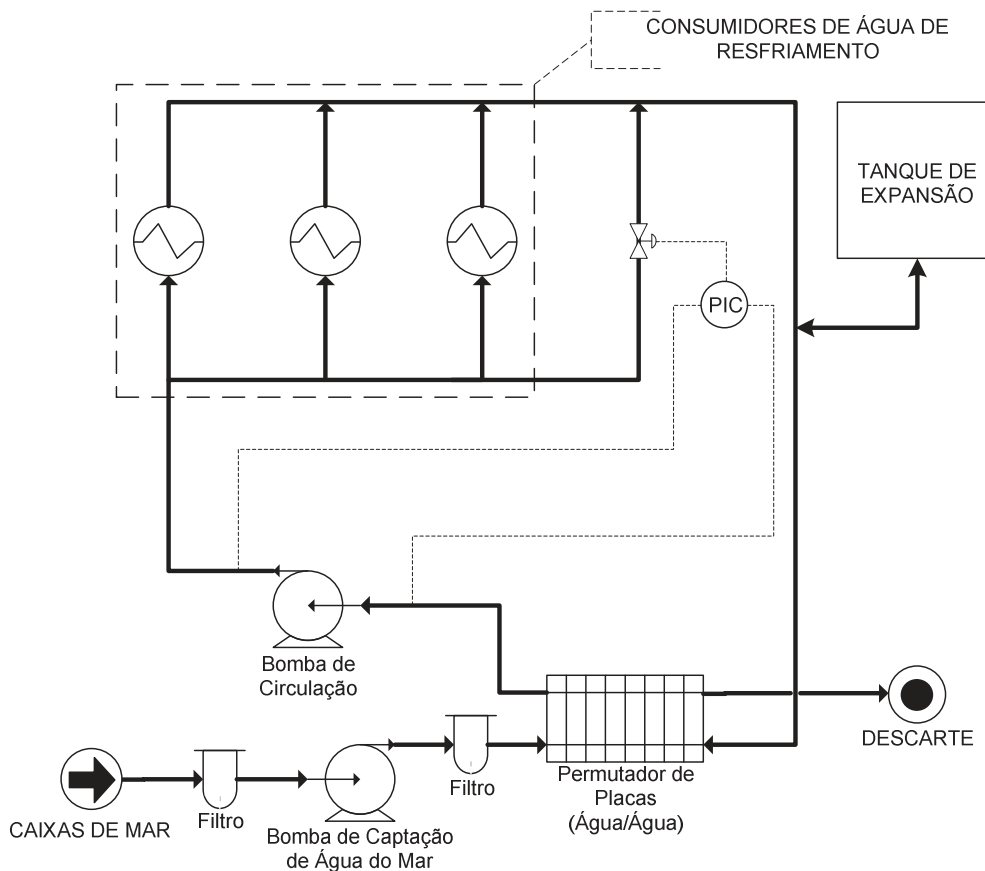 CONSUMIDORES DE ÁGUA DE
RESFRIAMENTO
TANQUE DE
EXPANSÃO
PIC
Bomba de
Circulação
DESCARTE
Permutador de
Placas
(Água/Água)
Filtro
Filtro
CAIXAS DE MAR
Bomba de Captação
de Água do Mar